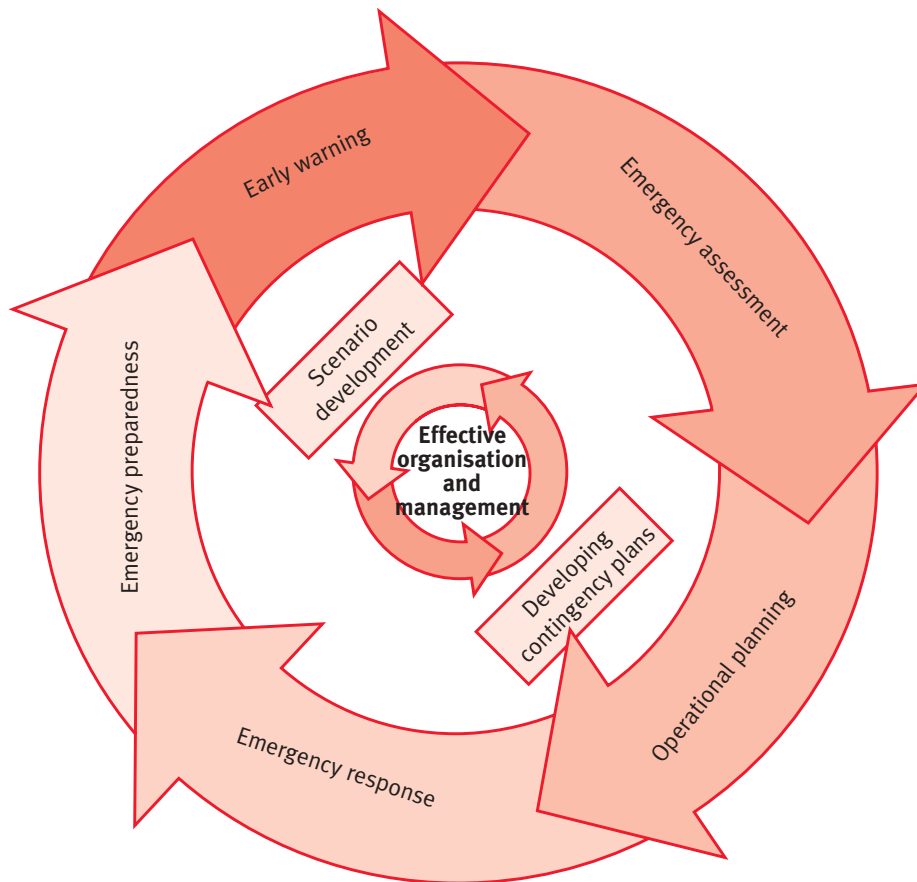 Early warning
Emergency assessment
Scenario
development
Emergency preparedness
Effective
organisation
and
management
Developing
contingency plans
Operational planning
Emergency response